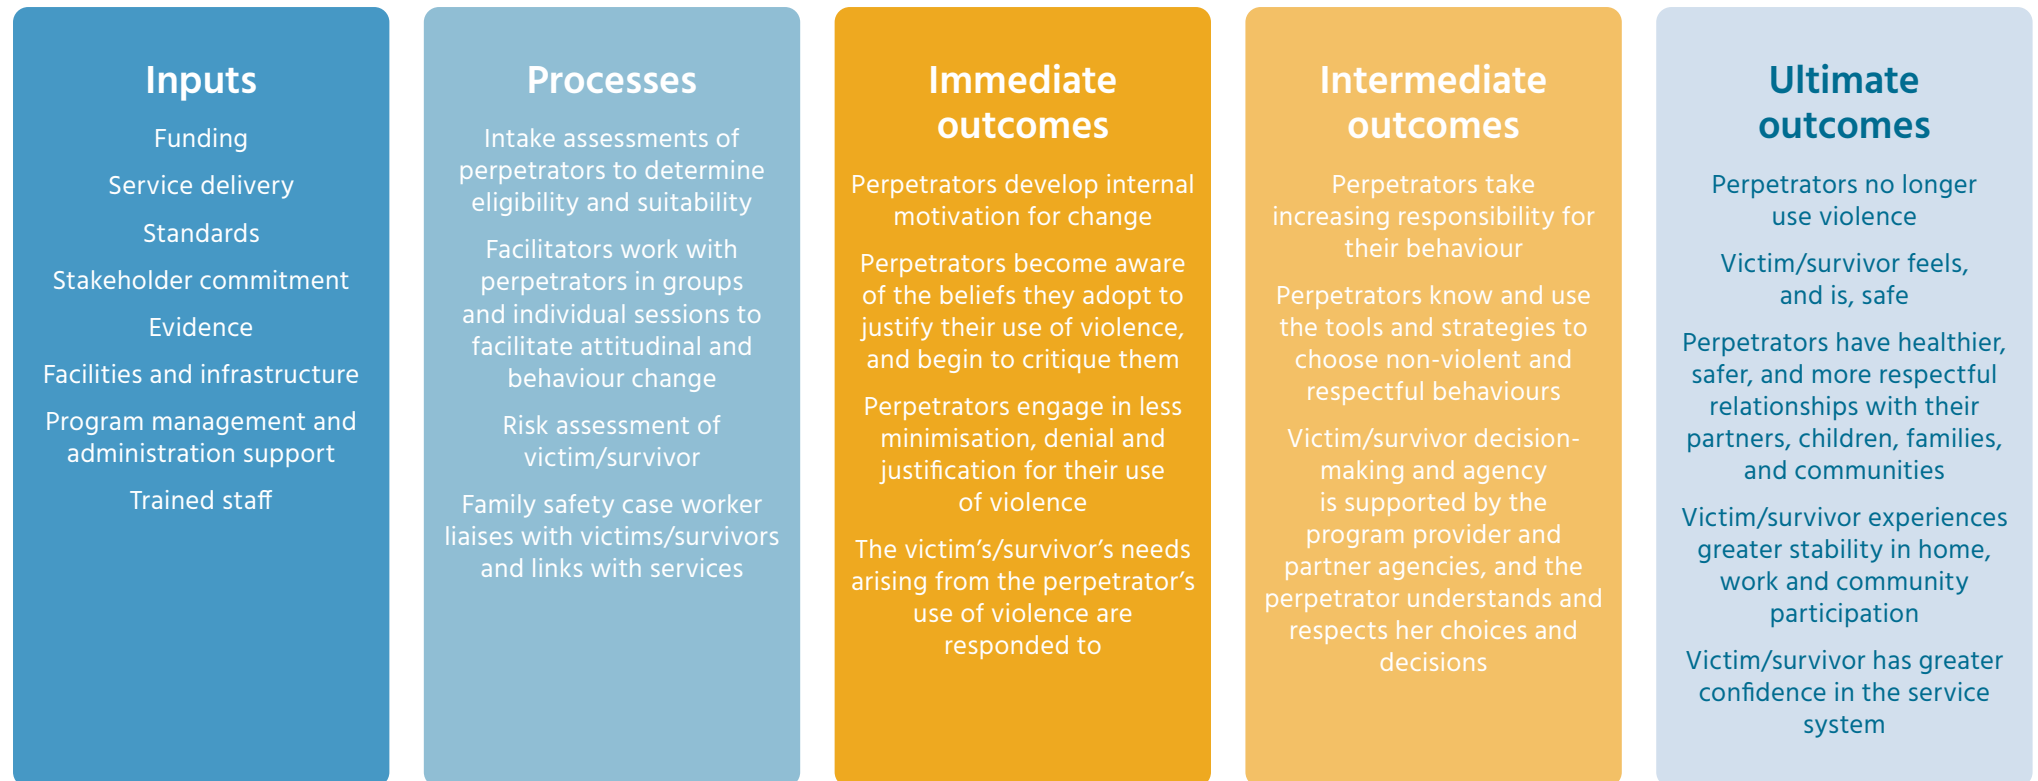 Inputs
Funding
Service delivery
Standards
Stakeholder commitment
Evidence
Facilities and infrastructure
Program management and
administration support
Trained staff
Processes
Intake assessments of
perpetrators to determine
eligibility and suitability
Facilitators work with
perpetrators in groups
and individual sessions to
facilitate attitudinal and
behaviour change
Risk assessment of
victim/survivor
Family safety case worker
liaises with victims/survivors
and links with services
Immediate
outcomes
Perpetrators develop internal
motivation for change
Perpetrators become aware
of the beliefs they adopt to
justify their use of violence,
and begin to critique them
Perpetrators engage in less
minimisation, denial and
justification for their use
of violence
The victim’s/survivor’s needs
arising from the perpetrator’s
use of violence are
responded to
Intermediate
outcomes
Perpetrators take
increasing responsibility for
their behaviour
Perpetrators know and use
the tools and strategies to
choose non-violent and
respectful behaviours
Victim/survivor decision-
making and agency
is supported by the
program provider and
partner agencies, and the
perpetrator understands and
respects her choices and
decisions
Ultimate
outcomes
Perpetrators no longer
use violence
Victim/survivor feels,
and is, safe
Perpetrators have healthier,
safer, and more respectful
relationships with their
partners, children, families,
and communities
Victim/survivor experiences
greater stability in home,
work and community
participation
Victim/survivor has greater
confidence in the service
system